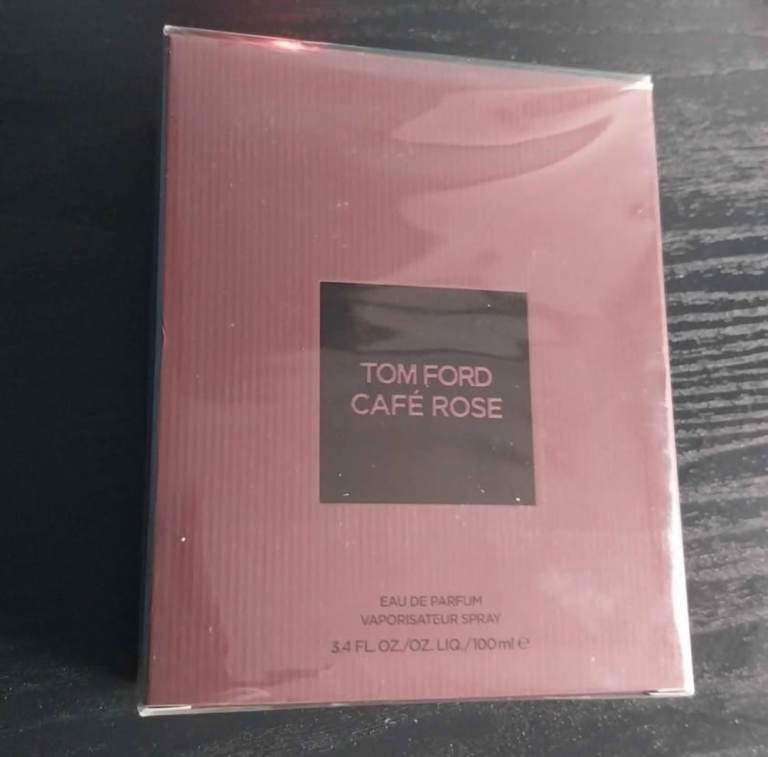 TOM FORD
CAFÉ ROSE
EAU DE PARFUM
VAPORISATEUR SPRAY
3.4 FL. OZ./OZ. LIQ./100 ml ℮